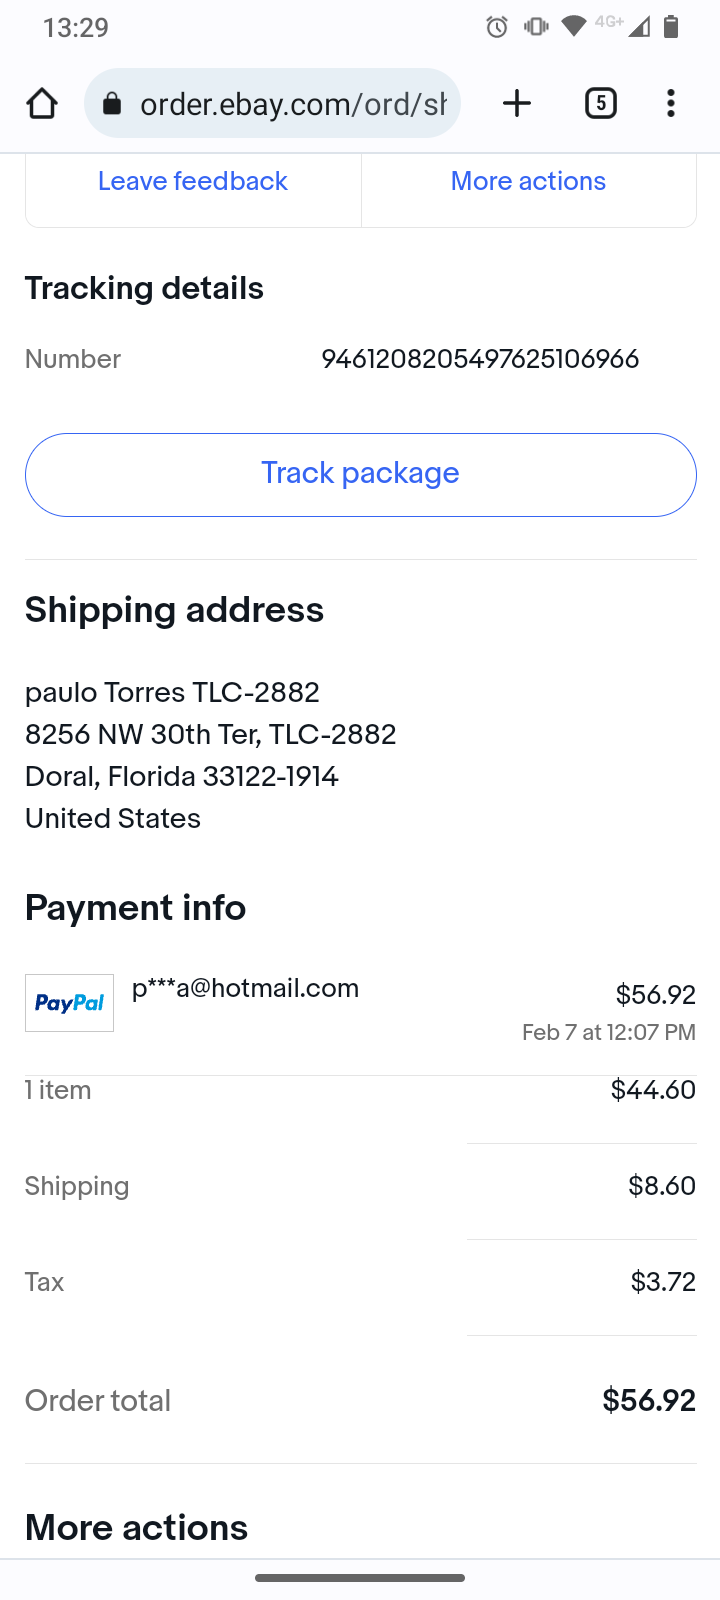 13:29
4G+
order.ebay.com/ord/sh
5
Leave feedback
More actions
Tracking details
Number 9461208205497625106966
Track package
Shipping address
paulo Torres TLC-2882
8256 NW 30th Ter, TLC-2882
Doral, Florida 33122-1914
United States
Payment info
PayPal p***a@hotmail.com $56.92
Feb 7 at 12:07 PM
1 item $44.60
Shipping $8.60
Tax $3.72
Order total $56.92
More actions